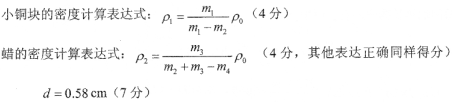 小铜块的密度计算表达式：ρ₁ = m₁/(m₁−m₂) ρ₀（4分）
蜡的密度计算表达式：ρ₂ = m₃/(m₂+m₃−m₄) ρ₀ （4分，其他表达正确同样得分）
d = 0.58 cm（7分）